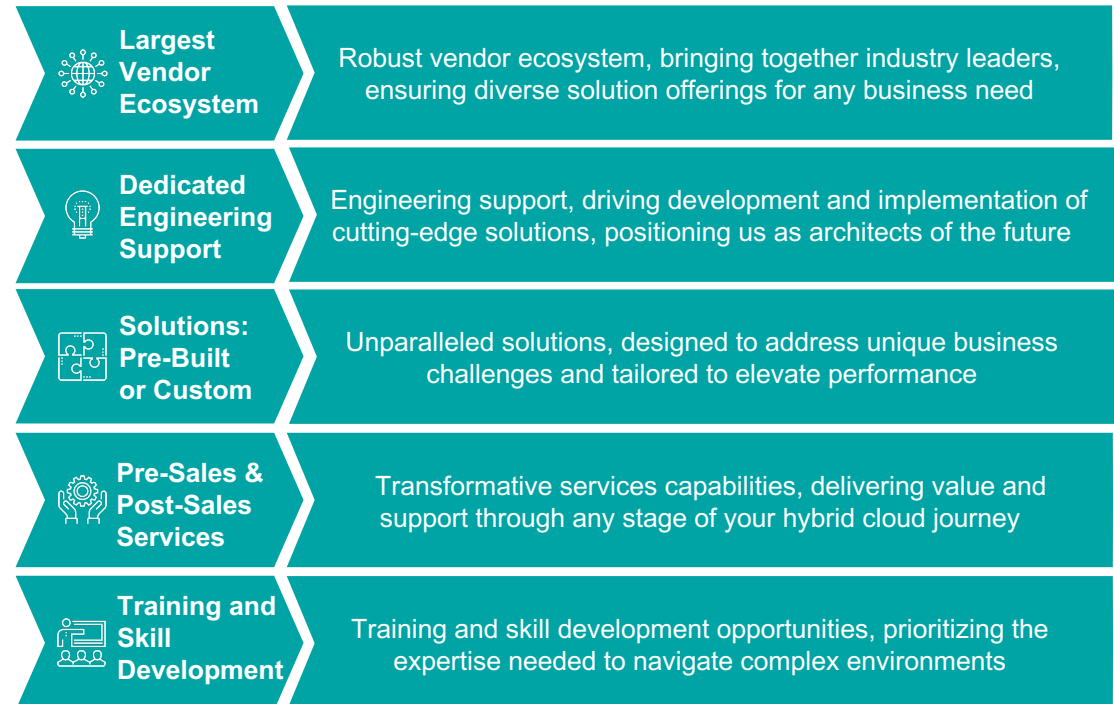 Largest
Vendor
Ecosystem
Robust vendor ecosystem, bringing together industry leaders,
ensuring diverse solution offerings for any business need
Dedicated
Engineering
Support
Engineering support, driving development and implementation of
cutting-edge solutions, positioning us as architects of the future
Solutions:
Pre-Built
or Custom
Unparalleled solutions, designed to address unique business
challenges and tailored to elevate performance
Pre-Sales &
Post-Sales
Services
Transformative services capabilities, delivering value and
support through any stage of your hybrid cloud journey
Training and
Skill
Development
Training and skill development opportunities, prioritizing the
expertise needed to navigate complex environments